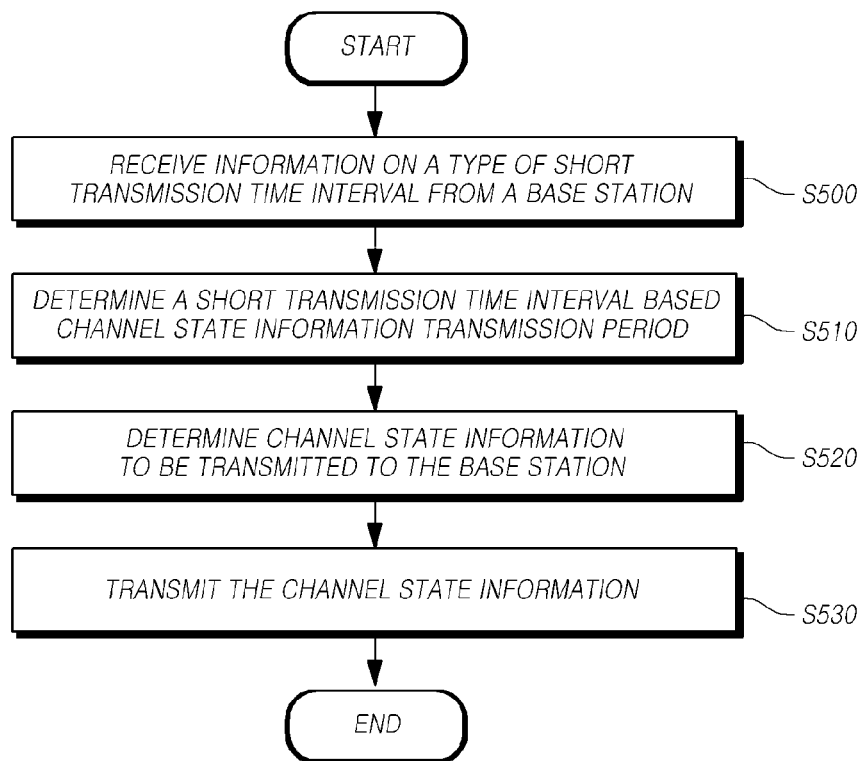 START
RECEIVE INFORMATION ON A TYPE OF SHORT
TRANSMISSION TIME INTERVAL FROM A BASE STATION
S500
DETERMINE A SHORT TRANSMISSION TIME INTERVAL BASED
CHANNEL STATE INFORMATION TRANSMISSION PERIOD
S510
DETERMINE CHANNEL STATE INFORMATION
TO BE TRANSMITTED TO THE BASE STATION
S520
TRANSMIT THE CHANNEL STATE INFORMATION
S530
END